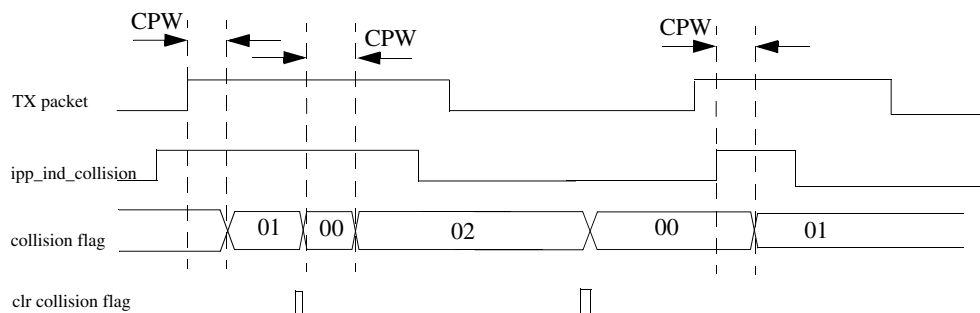 CPW
CPW
CPW
TX packet
ipp_ind_collision
collision flag 01 00 02 00 01
clr collision flag